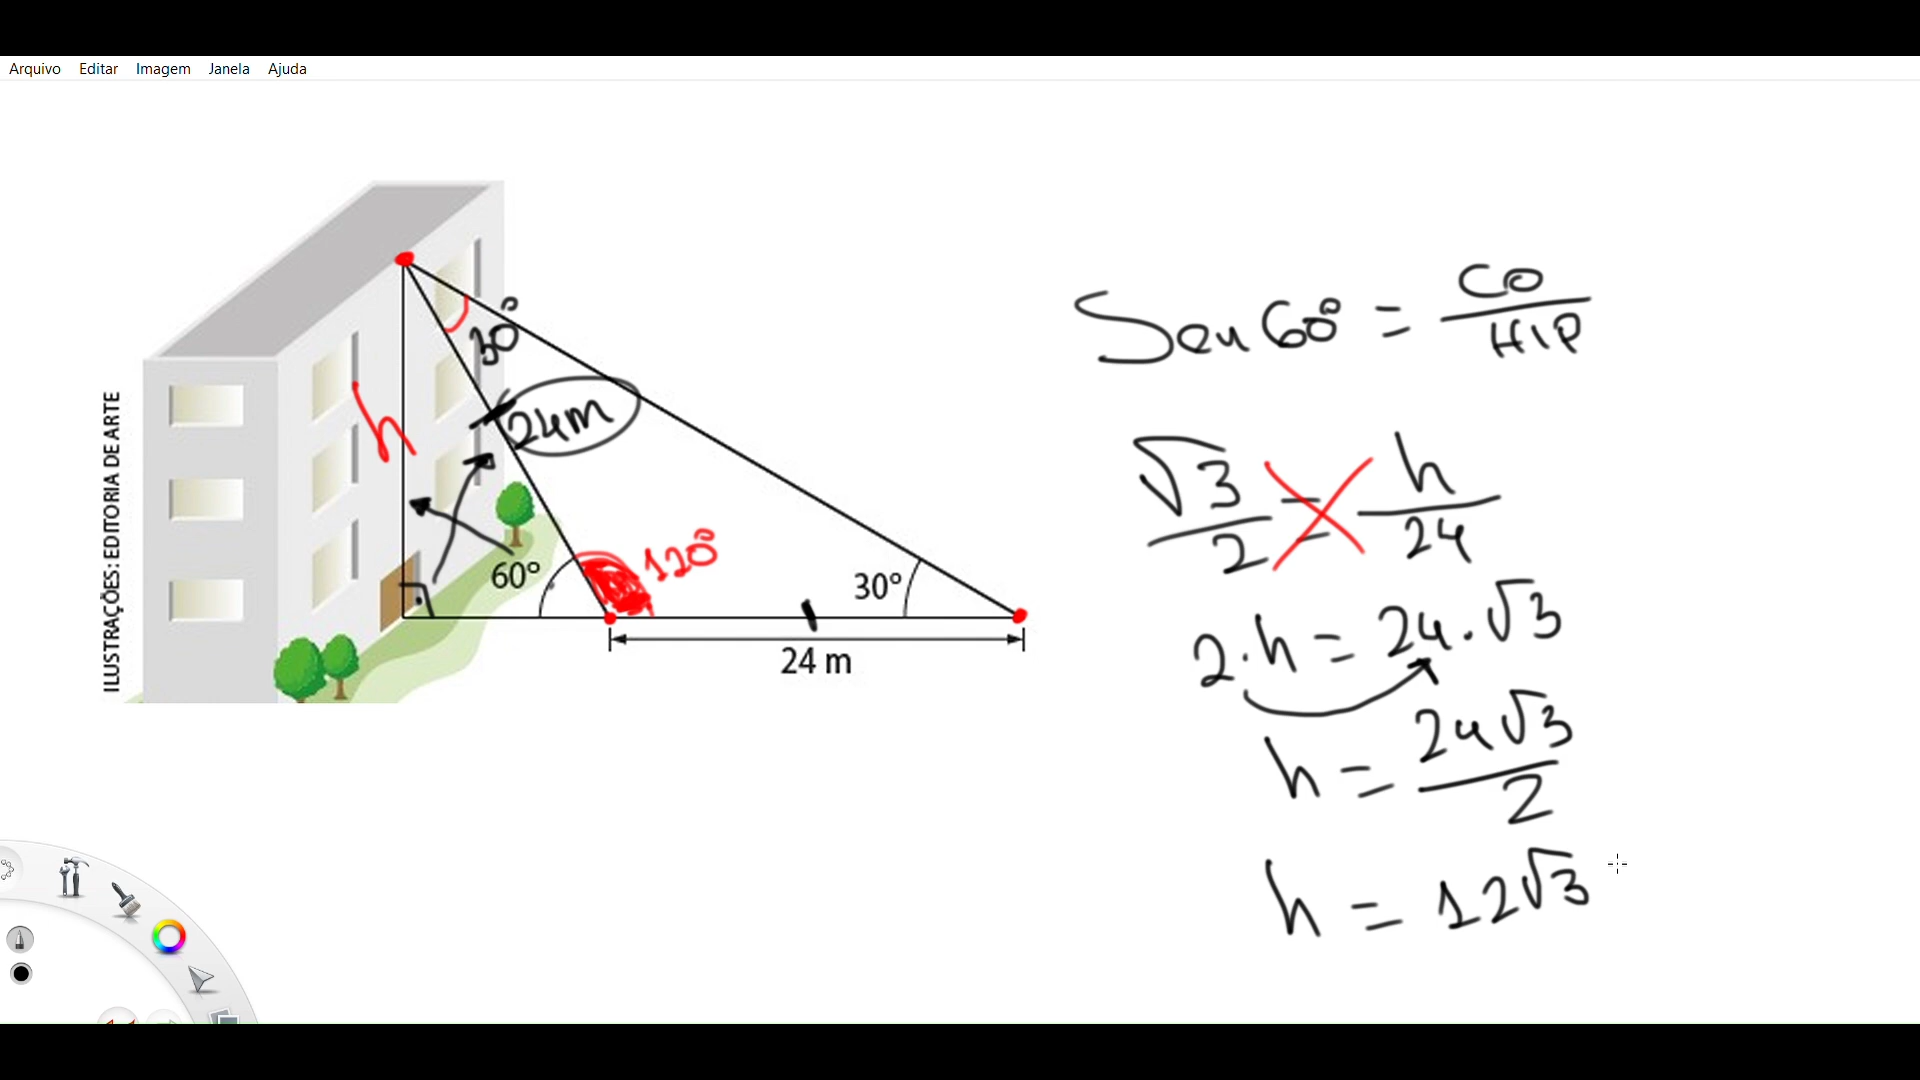 Arquivo Editar Imagem Janela Ajuda
ILUSTRAÇÕES: EDITORIA DE ARTE
h
30°
24m
60°
120°
30°
24 m
Sen 60° = CO/HIP
√3/2 = h/24
2·h = 24·√3
h = 24√3/2
h = 12√3